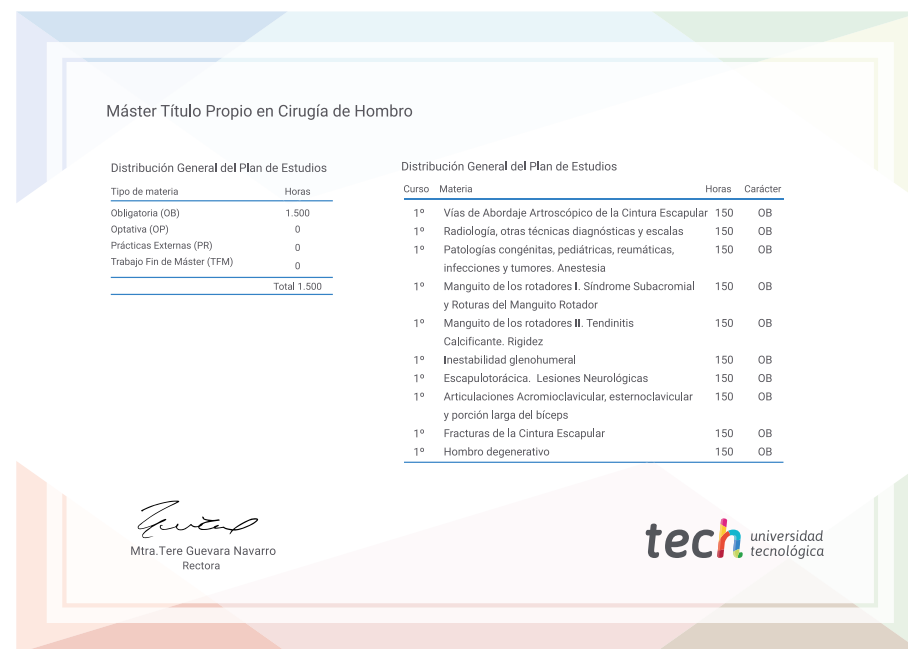 Máster Título Propio en Cirugía de Hombro
Distribución General del Plan de Estudios
Tipo de materia Horas
Obligatoria (OB) 1.500
Optativa (OP) 0
Prácticas Externas (PR) 0
Trabajo Fin de Máster (TFM) 0
Total 1.500
Distribución General del Plan de Estudios
Curso Materia Horas Carácter
1º Vías de Abordaje Artroscópico de la Cintura Escapular 150 OB
1º Radiología, otras técnicas diagnósticas y escalas 150 OB
1º Patologías congénitas, pediátricas, reumáticas, 150 OB
infecciones y tumores. Anestesia
1º Manguito de los rotadores I. Síndrome Subacromial 150 OB
y Roturas del Manguito Rotador
1º Manguito de los rotadores II. Tendinitis 150 OB
Calcificante. Rigidez
1º Inestabilidad glenohumeral 150 OB
1º Escapulotorácica. Lesiones Neurológicas 150 OB
1º Articulaciones Acromioclavicular, esternoclavicular 150 OB
y porción larga del bíceps
1º Fracturas de la Cintura Escapular 150 OB
1º Hombro degenerativo 150 OB
Mtra.Tere Guevara Navarro
Rectora
tech universidad
tecnológica